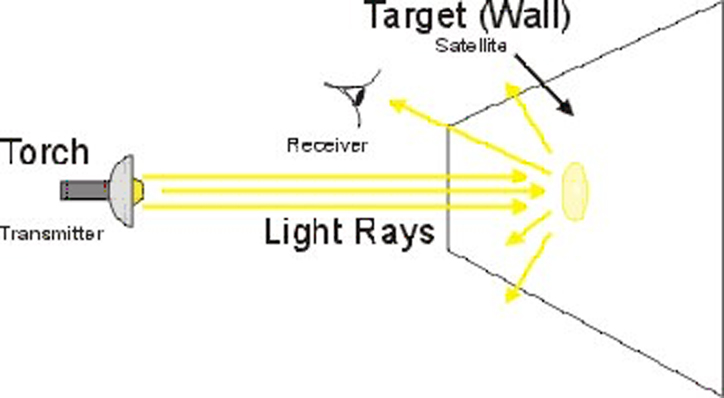 Target (Wall)
Satellite
Receiver
Torch
Transmitter
Light Rays